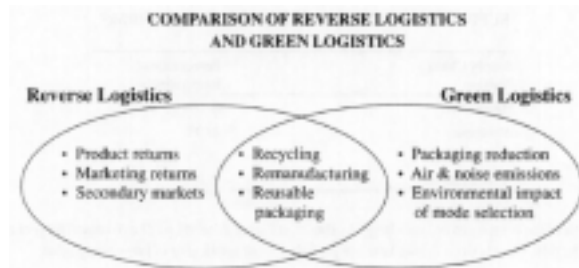 COMPARISON OF REVERSE LOGISTICS
AND GREEN LOGISTICS
Reverse Logistics
Green Logistics
• Product returns
• Marketing returns
• Secondary markets
• Recycling
• Remanufacturing
• Reusable
packaging
• Packaging reduction
• Air & noise emissions
• Environmental impact
of mode selection